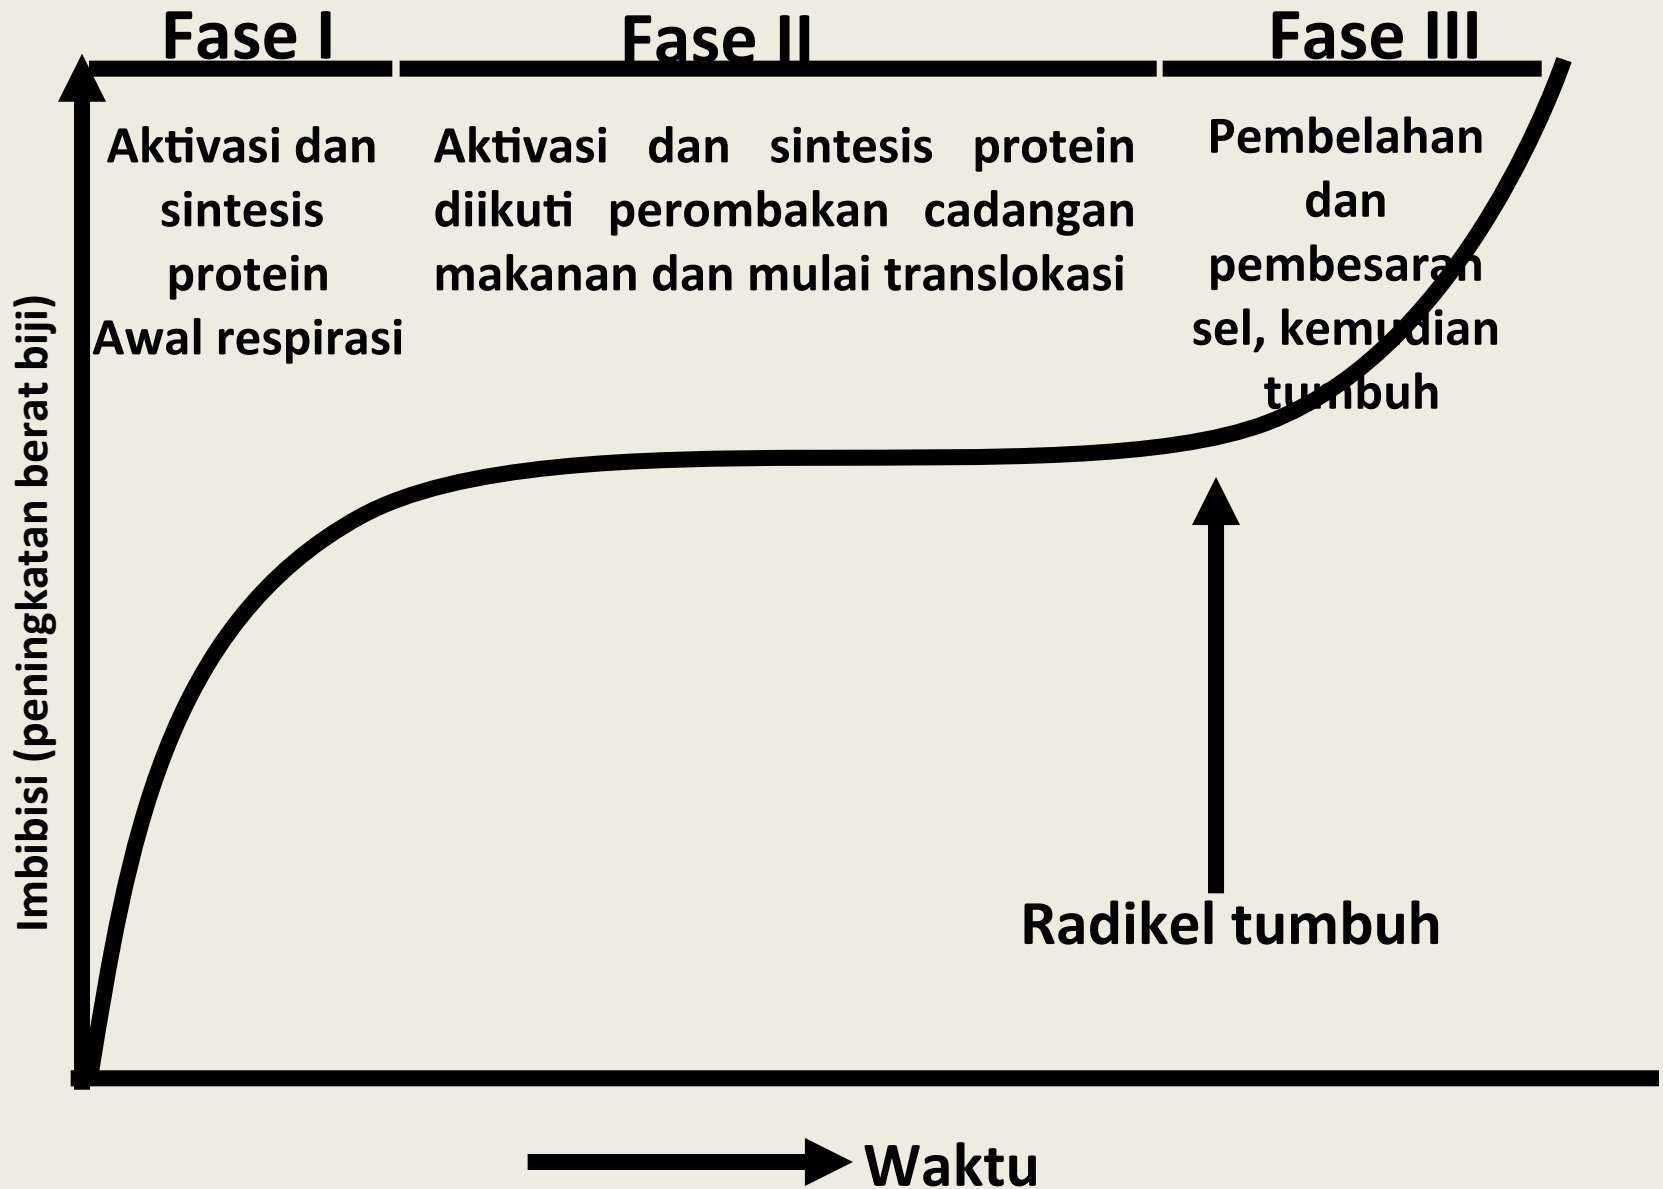 Fase I
Fase II
Fase III
Aktivasi dan
sintesis
protein
Awal respirasi
Aktivasi dan sintesis protein
diikuti perombakan cadangan
makanan dan mulai translokasi
Pembelahan
dan
pembesaran
sel, kemudian
tumbuh
Imbibisi (peningkatan berat biji)
Radikel tumbuh
Waktu